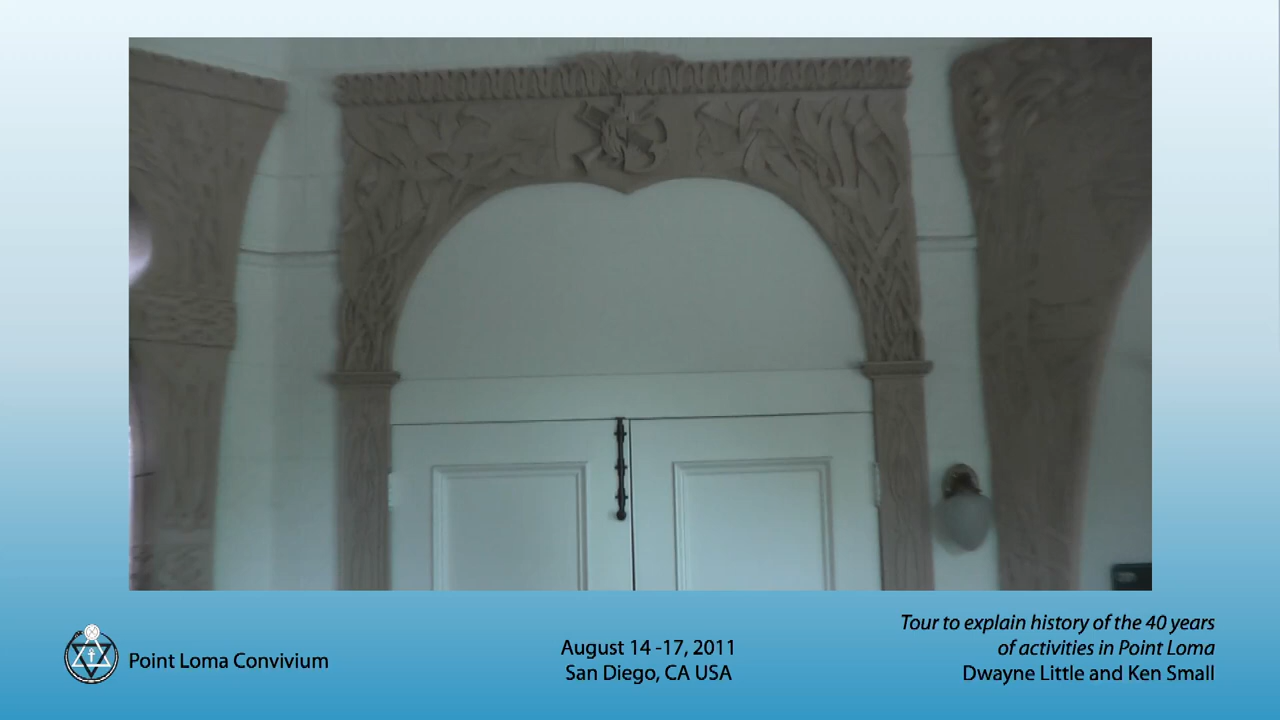 Point Loma Convivium
August 14 -17, 2011
San Diego, CA USA
Tour to explain history of the 40 years
of activities in Point Loma
Dwayne Little and Ken Small